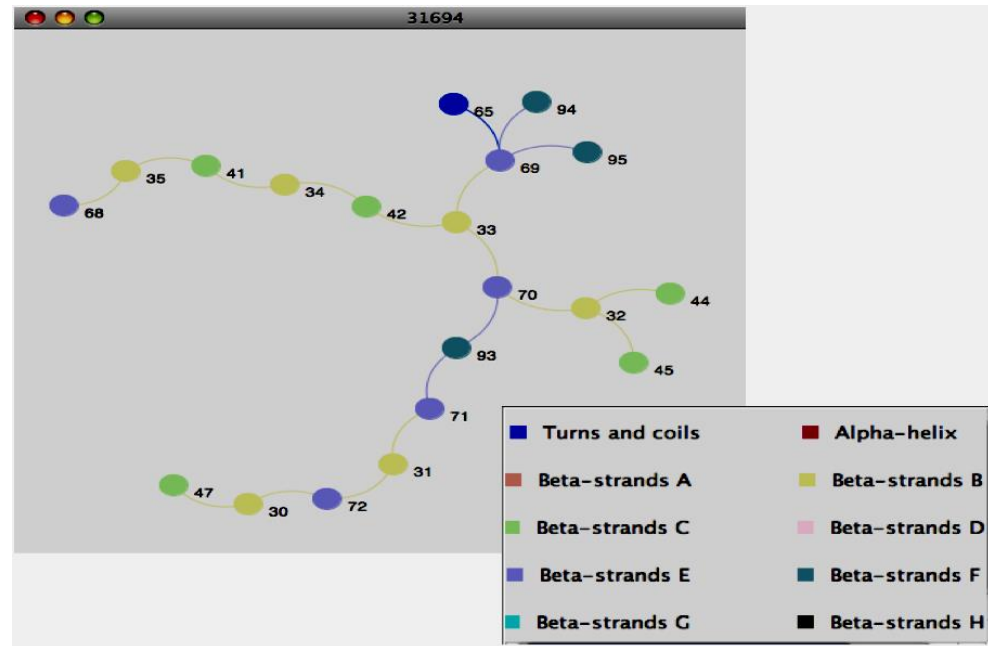 31694
65
94
95
69
35
41
34
42
68
33
70
44
32
45
93
71
31
47
30
72
Turns and coils
Alpha-helix
Beta-strands A
Beta-strands B
Beta-strands C
Beta-strands D
Beta-strands E
Beta-strands F
Beta-strands G
Beta-strands H